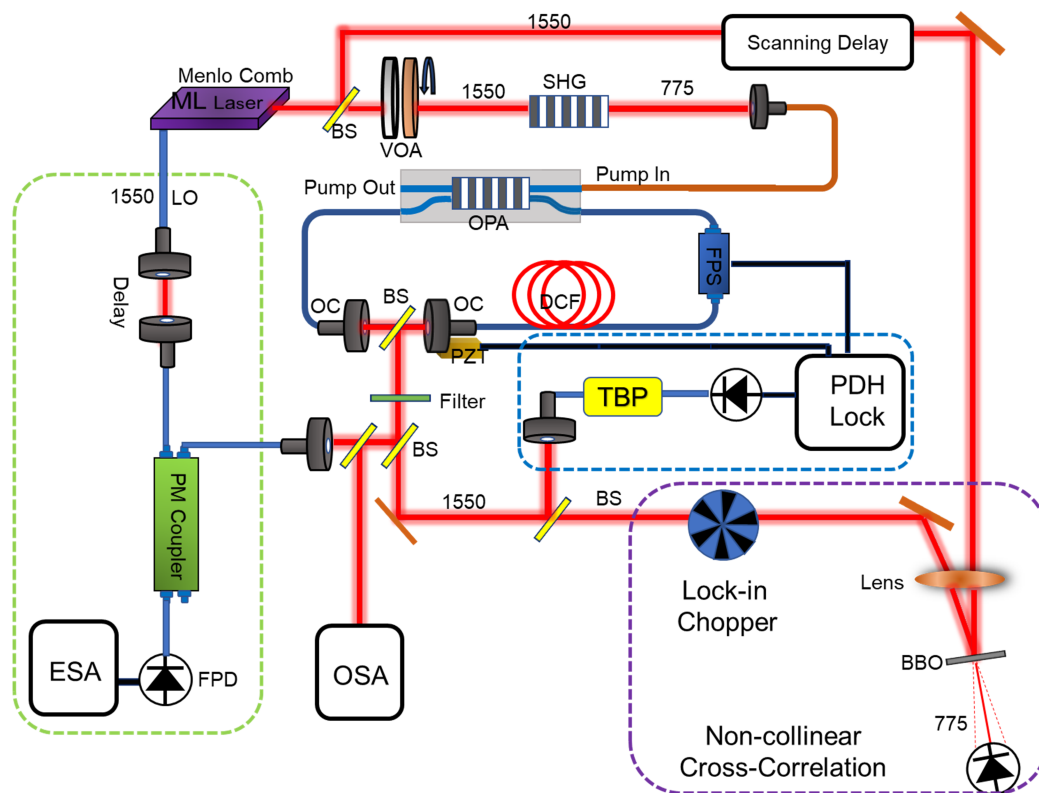 1550
Scanning Delay
Menlo Comb
ML Laser
SHG
1550
775
BS
VOA
1550
LO
Pump Out
Pump In
OPA
FPS
Delay
OC
BS
OC
DCF
PZT
PDH
Lock
TBP
Filter
BS
PM Coupler
1550
BS
Lens
Lock-in
Chopper
BBO
ESA
FPD
OSA
775
Non-collinear
Cross-Correlation